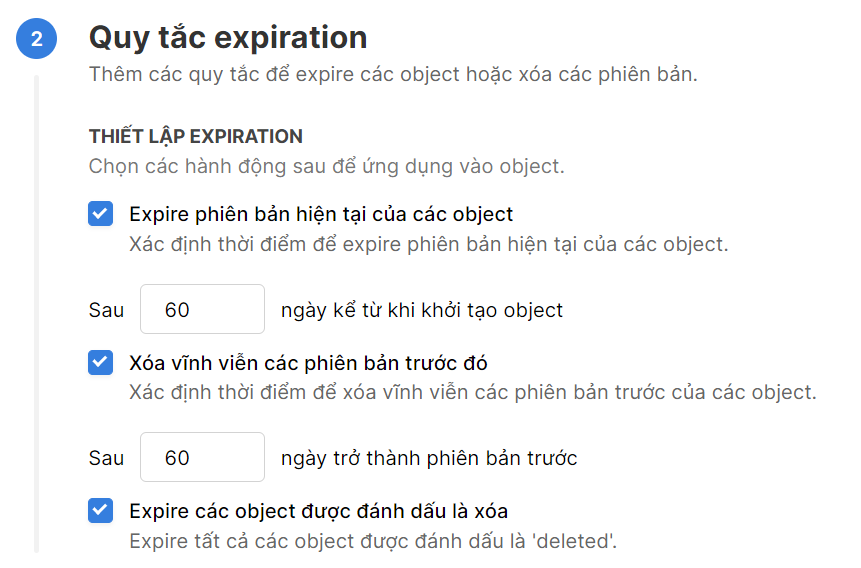 2
Quy tắc expiration
Thêm các quy tắc để expire các object hoặc xóa các phiên bản.
THIẾT LẬP EXPIRATION
Chọn các hành động sau để ứng dụng vào object.
Expire phiên bản hiện tại của các object
Xác định thời điểm để expire phiên bản hiện tại của các object.
Sau 60 ngày kể từ khi khởi tạo object
Xóa vĩnh viễn các phiên bản trước đó
Xác định thời điểm để xóa vĩnh viễn các phiên bản trước của các object.
Sau 60 ngày trở thành phiên bản trước
Expire các object được đánh dấu là xóa
Expire tất cả các object được đánh dấu là 'deleted'.